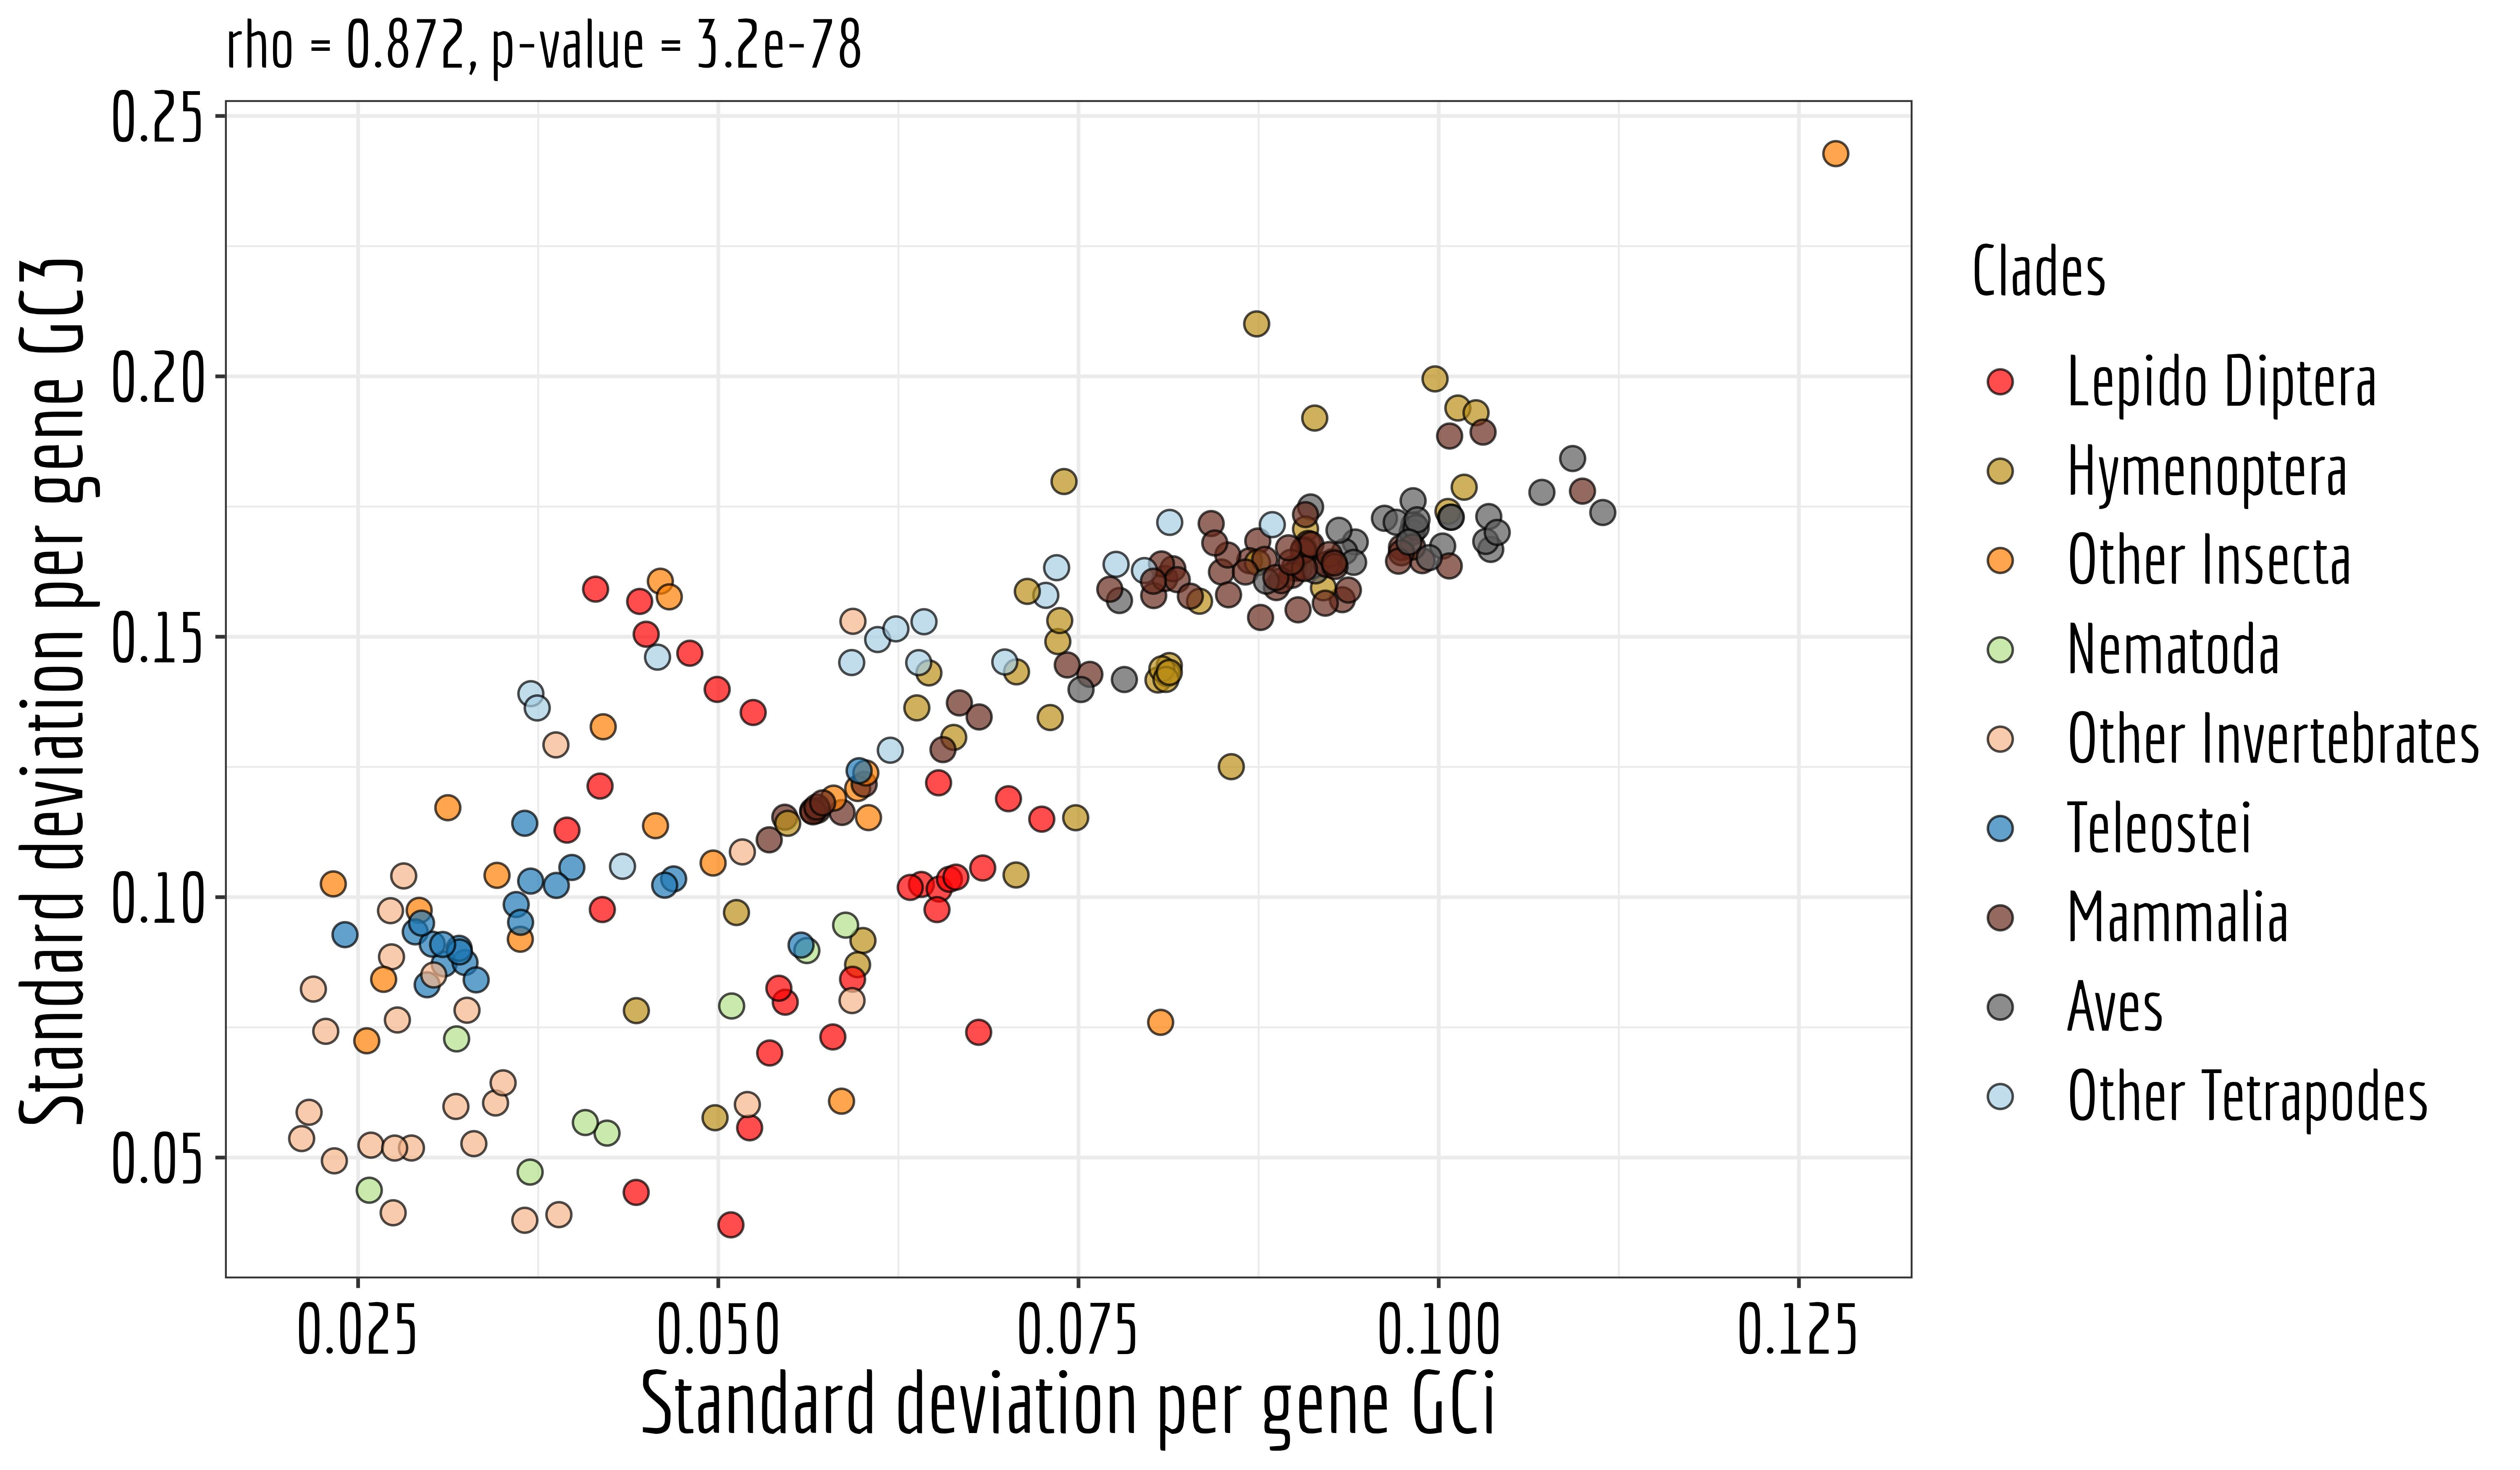 rho = 0.872, p-value = 3.2e-78
Standard deviation per gene GC3
0.25
0.20
0.15
0.10
0.05
0.025 0.050 0.075 0.100 0.125
Standard deviation per gene GCi
Clades
Lepido Diptera
Hymenoptera
Other Insecta
Nematoda
Other Invertebrates
Teleostei
Mammalia
Aves
Other Tetrapodes